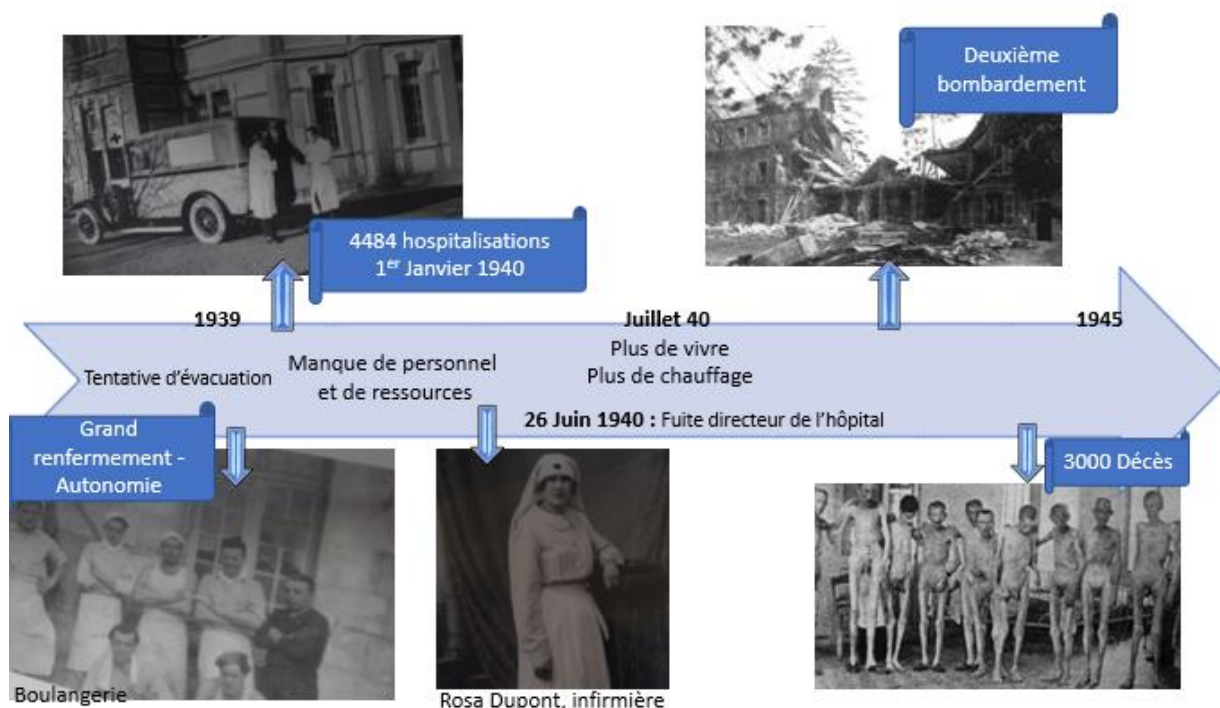 Deuxième
bombardement
4484 hospitalisations
1er Janvier 1940
1939
Juillet 40
1945
Tentative d'évacuation
Manque de personnel
et de ressources
Plus de vivre
Plus de chauffage
26 Juin 1940 : Fuite directeur de l'hôpital
Grand
renfermement -
Autonomie
3000 Décès
Boulangerie
Rosa Dupont, infirmière